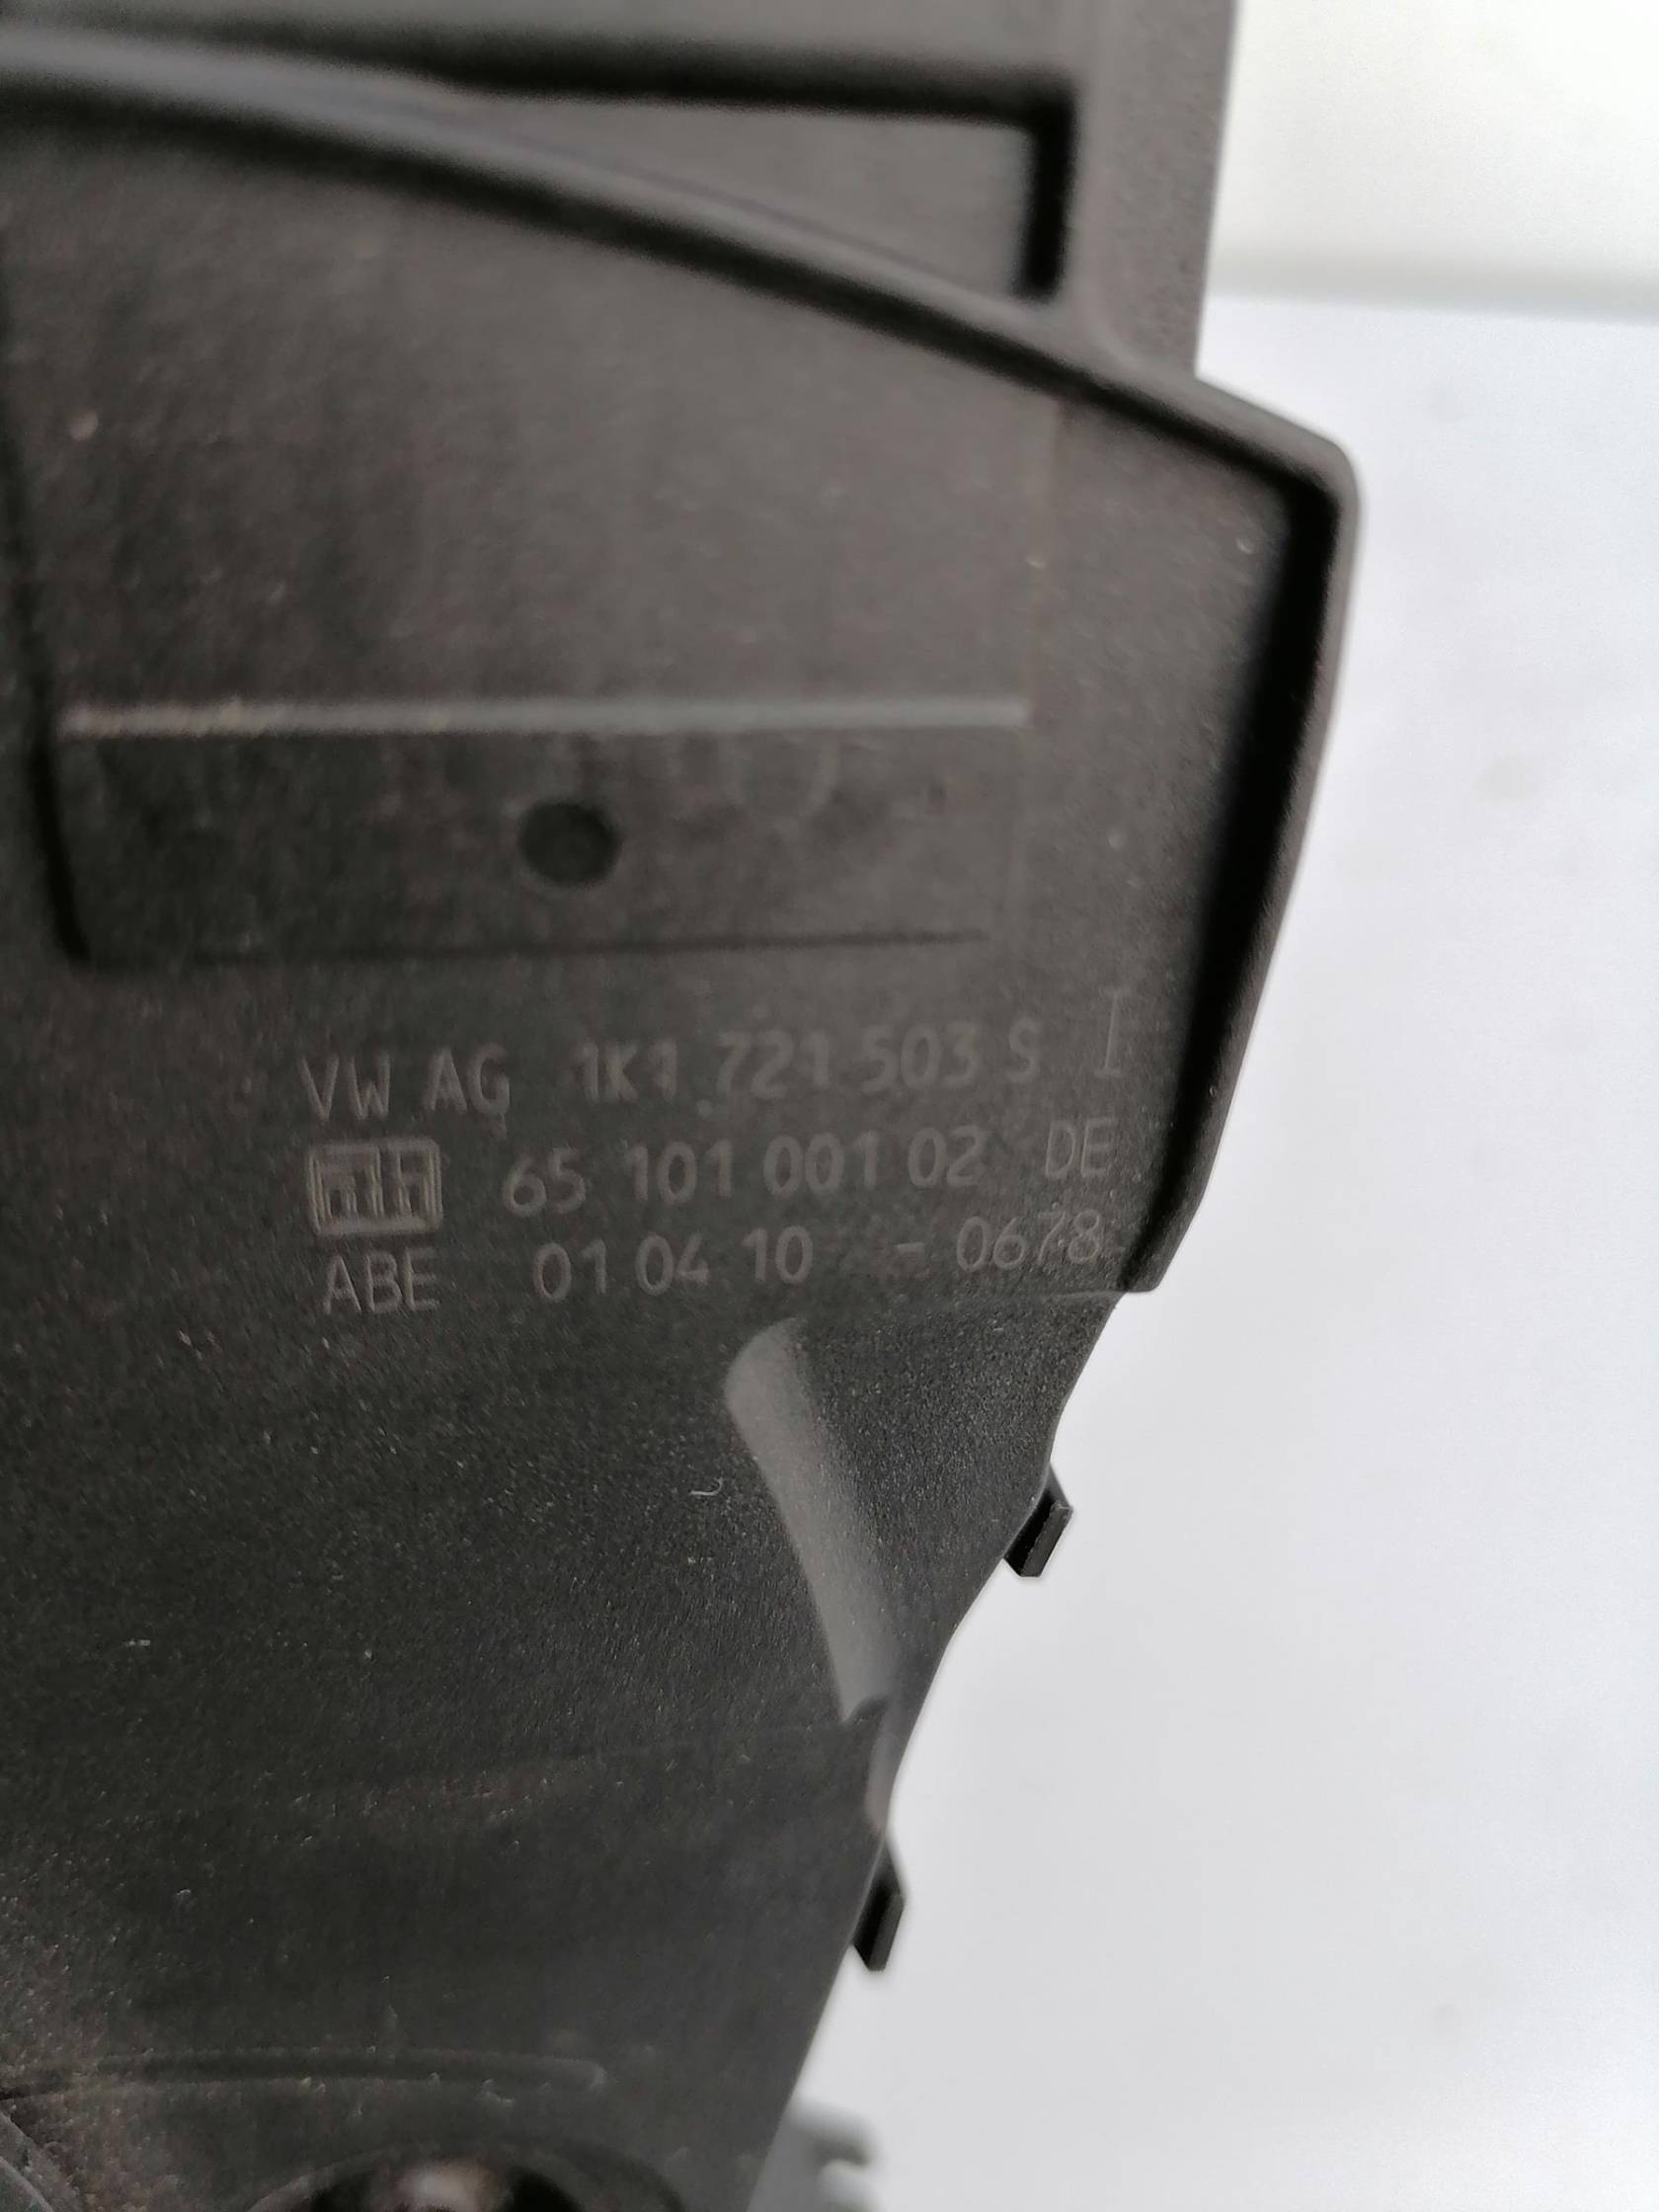 VW AG 1K1 721 503 S I
65 101 001 02 DE
ABE 01 04 10 - 0678